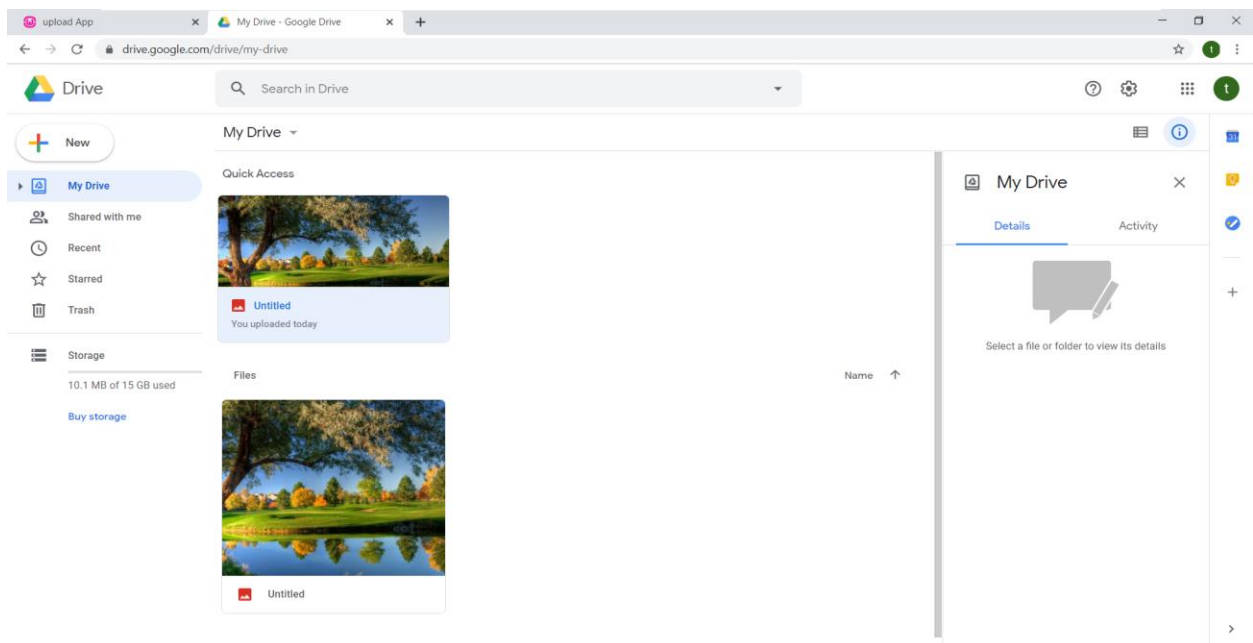 upload App
My Drive - Google Drive
drive.google.com/drive/my-drive
t
Drive
Search in Drive
t
New
My Drive
31
My Drive
Shared with me
Recent
Starred
Trash
Storage
10.1 MB of 15 GB used
Buy storage
Quick Access
Untitled
You uploaded today
Files
Name
Untitled
My Drive
Details
Activity
Select a file or folder to view its details